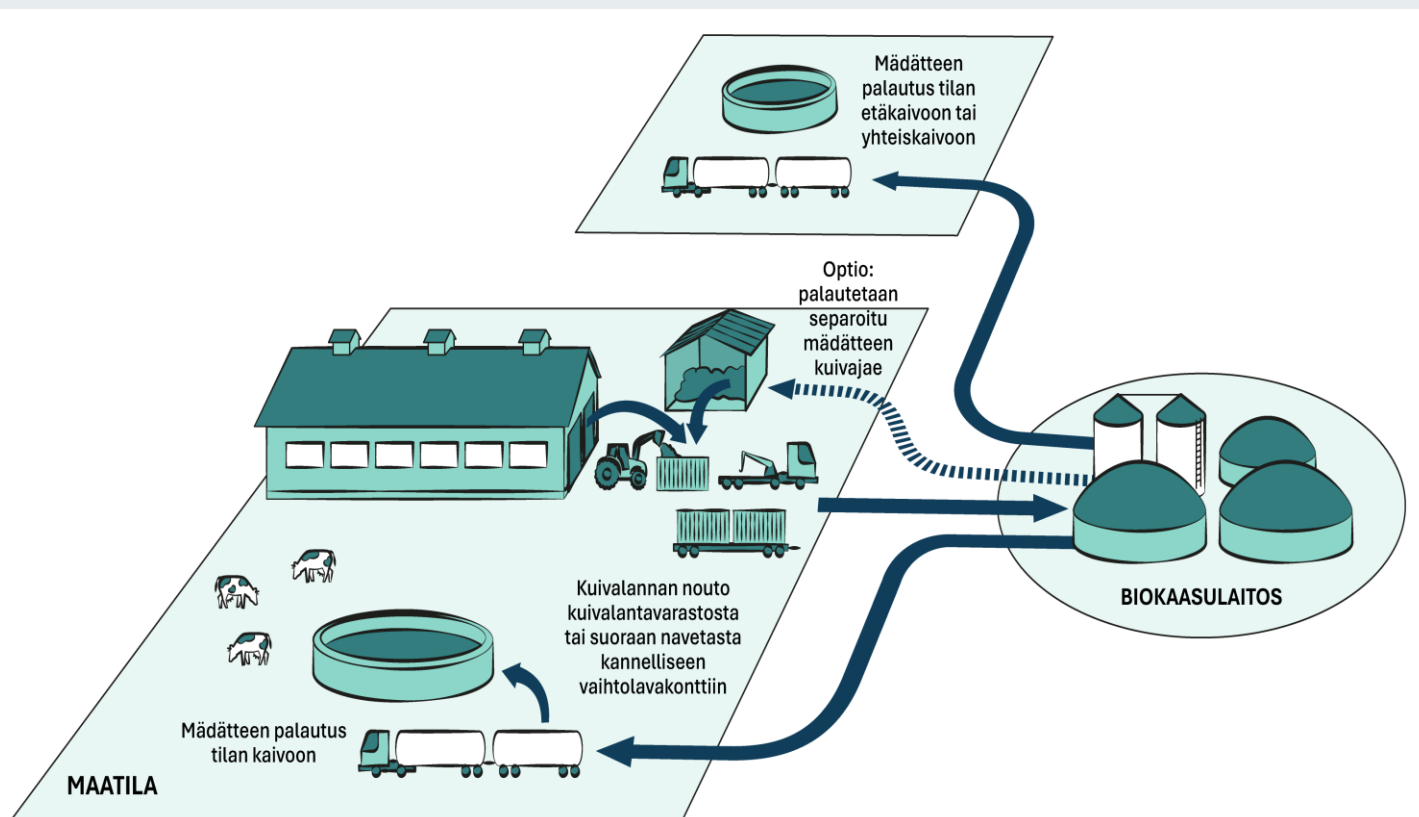 Mädätteen
palautus tilan
etäkaivoon tai
yhteiskaivoon
Optio:
palautetaan
separoitu
mädätteen
kuivajae
BIOKAASULAITOS
Kuivalannan nouto
kuivalantavarastosta
tai suoraan navetasta
kannelliseen
vaihtolavakonttiin
Mädätteen palautus
tilan kaivoon
MAATILA